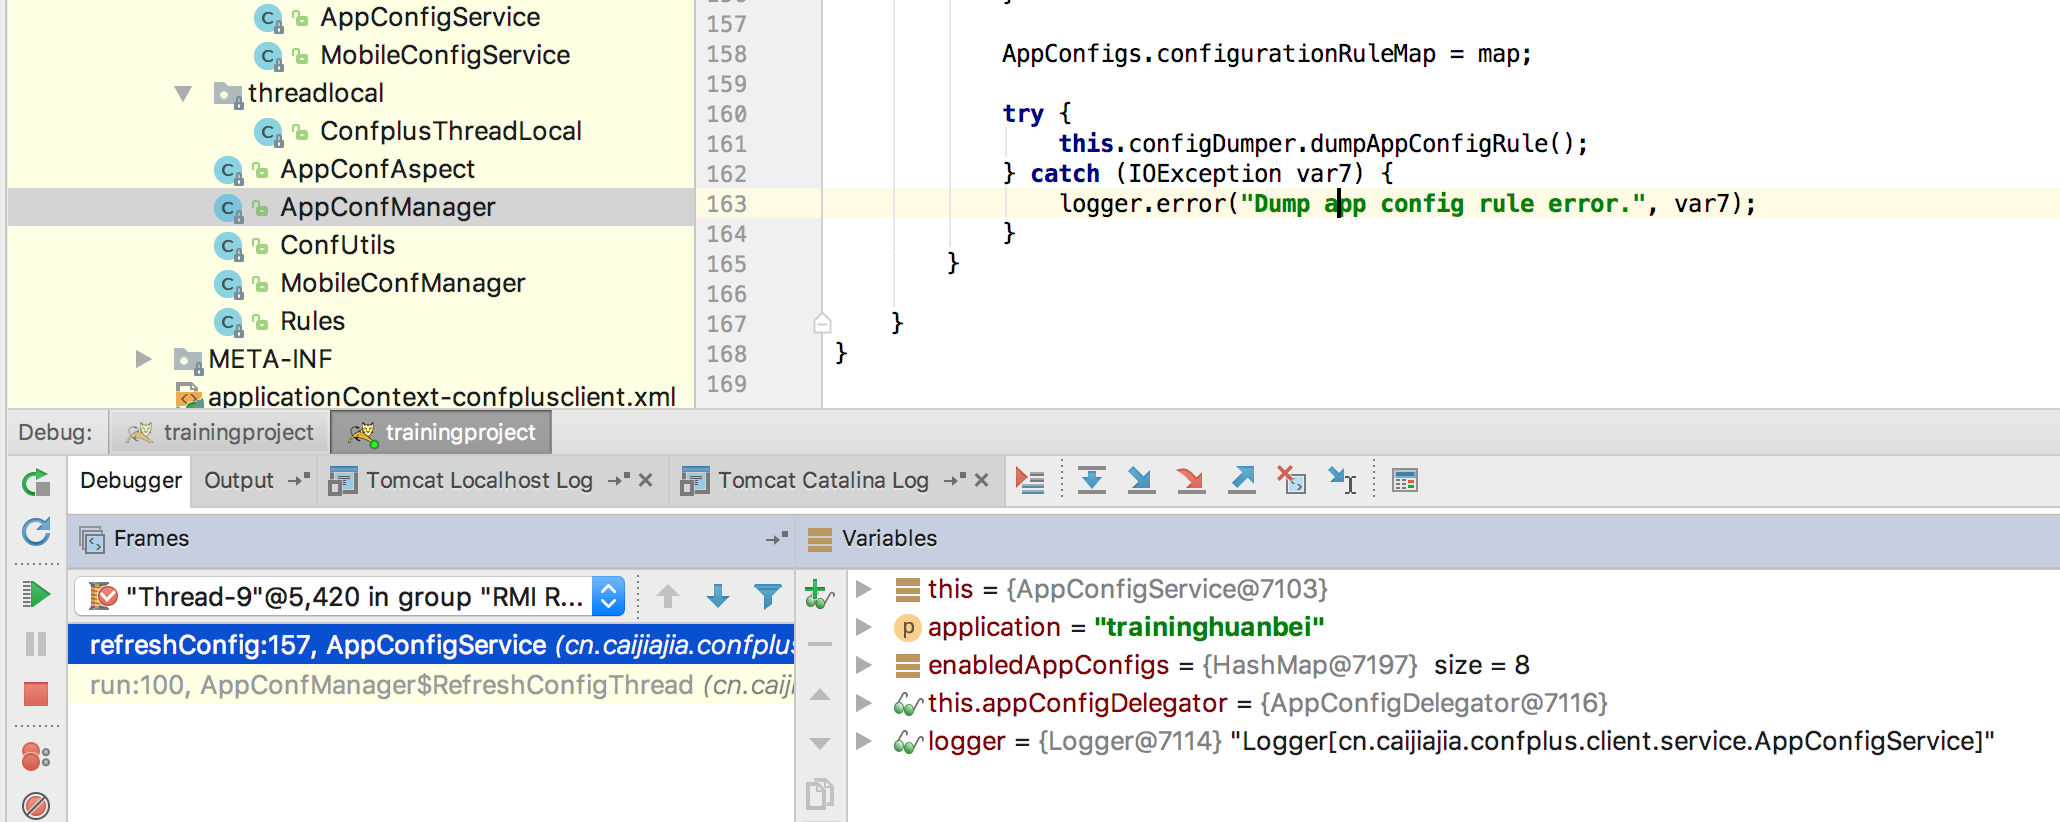 AppConfigService
MobileConfigService
threadlocal
ConfplusThreadLocal
AppConfAspect
AppConfManager
ConfUtils
MobileConfManager
Rules
META-INF
applicationContext-confplusclient.xml
157
158 AppConfigs.configurationRuleMap = map;
159
160 try {
161 this.configDumper.dumpAppConfigRule();
162 } catch (IOException var7) {
163 logger.error("Dump app config rule error.", var7);
164 }
165 }
166
167 }
168 }
169
Debug: trainingproject trainingproject
Debugger Output Tomcat Localhost Log Tomcat Catalina Log
Frames
"Thread-9"@5,420 in group "RMI R...
refreshConfig:157, AppConfigService (cn.caijiajia.confplus
run:100, AppConfManager$RefreshConfigThread (cn.caiji
Variables
this = {AppConfigService@7103}
application = "traininghuanbei"
enabledAppConfigs = {HashMap@7197} size = 8
this.appConfigDelegator = {AppConfigDelegator@7116}
logger = {Logger@7114} "Logger[cn.caijiajia.confplus.client.service.AppConfigService]"